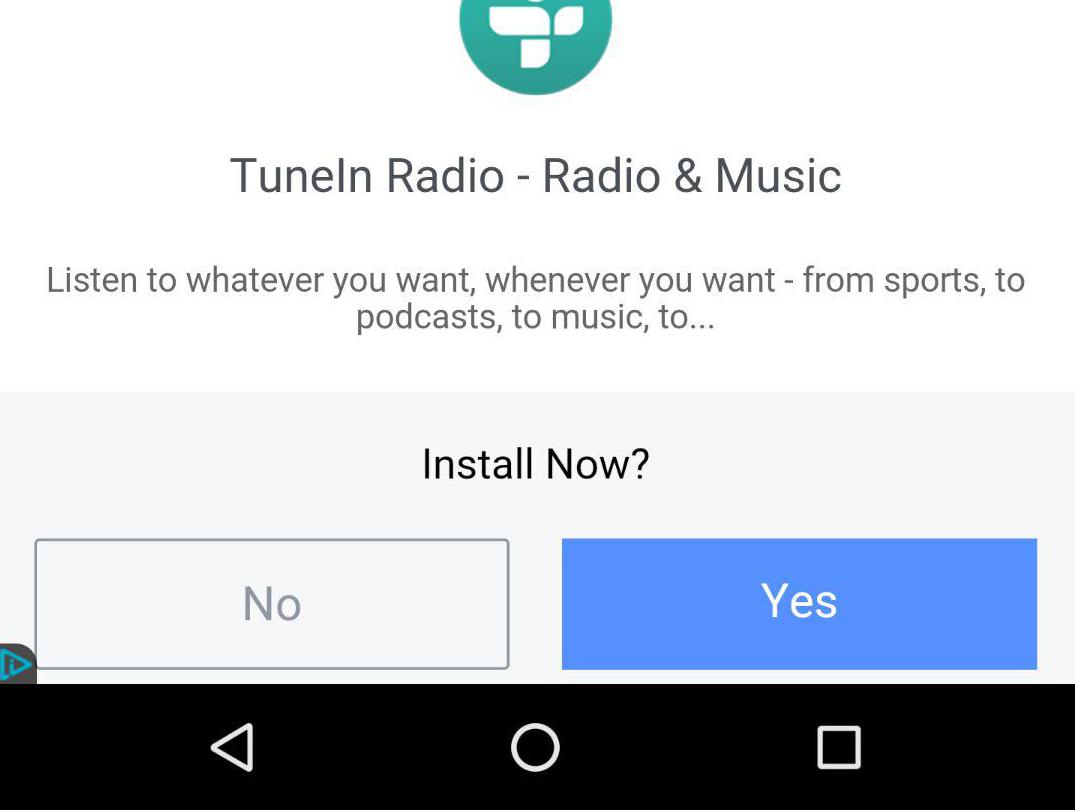 TuneIn Radio - Radio & Music
Listen to whatever you want, whenever you want - from sports, to
podcasts, to music, to...
Install Now?
No
Yes